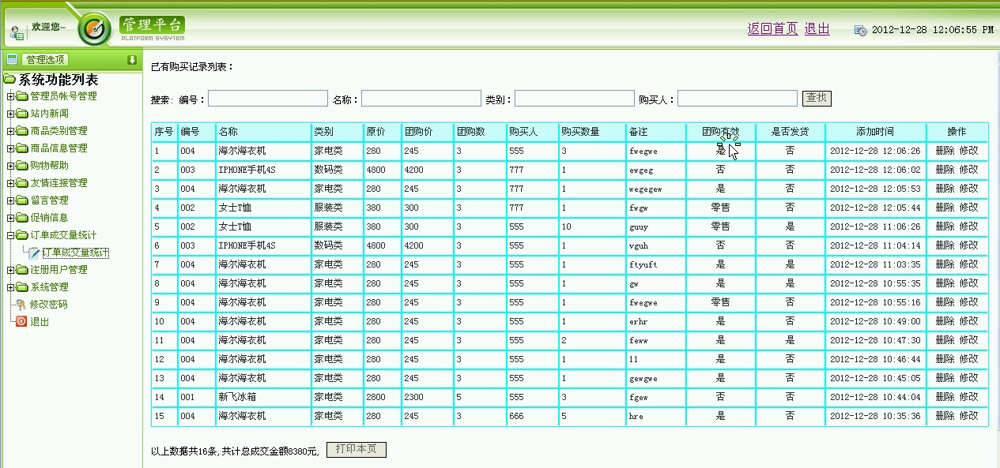 欢迎您-
管理平台
PLATFORM SYSYTEM
返回首页 退出 2012-12-28 12:06:55 PM
管理选项
系统功能列表
管理员帐号管理
站内新闻
商品类别管理
商品信息管理
购物帮助
友情连接管理
留言管理
促销信息
订单成交量统计
订单成交量统计
注册用户管理
系统管理
修改密码
退出
已有购买记录列表：
搜索: 编号： 名称： 类别： 购买人： 查找
序号 编号 名称 类别 原价 团购价 团购数 购买人 购买数量 备注 团购有效 是否发货 添加时间 操作
1 004 海尔海衣机 家电类 280 245 3 555 3 fwegwe 是 否 2012-12-28 12:06:26 删除 修改
2 003 IPHONE手机4S 数码类 4800 4200 3 777 1 ewgeg 否 否 2012-12-28 12:06:02 删除 修改
3 004 海尔海衣机 家电类 280 245 3 777 1 wegegew 是 否 2012-12-28 12:05:53 删除 修改
4 002 女士T恤 服装类 380 300 3 777 1 fwgw 零售 否 2012-12-28 12:05:44 删除 修改
5 002 女士T恤 服装类 380 300 3 555 10 guuy 零售 是 2012-12-28 11:06:26 删除 修改
6 003 IPHONE手机4S 数码类 4800 4200 3 555 1 vguh 否 否 2012-12-28 11:04:14 删除 修改
7 004 海尔海衣机 家电类 280 245 3 555 1 ftyuft 是 是 2012-12-28 11:03:35 删除 修改
8 004 海尔海衣机 家电类 280 245 3 555 1 gw 是 是 2012-12-28 10:55:35 删除 修改
9 004 海尔海衣机 家电类 280 245 3 555 1 fwegwe 零售 否 2012-12-28 10:55:16 删除 修改
10 004 海尔海衣机 家电类 280 245 3 555 1 erhr 是 否 2012-12-28 10:49:00 删除 修改
11 004 海尔海衣机 家电类 280 245 3 555 2 feww 是 是 2012-12-28 10:47:30 删除 修改
12 004 海尔海衣机 家电类 280 245 3 555 1 11 是 否 2012-12-28 10:46:44 删除 修改
13 004 海尔海衣机 家电类 280 245 3 555 1 gewgwe 是 否 2012-12-28 10:45:05 删除 修改
14 001 新飞冰箱 家电类 2800 2300 5 555 3 fgew 否 否 2012-12-28 10:44:04 删除 修改
15 004 海尔海衣机 家电类 280 245 3 666 5 hre 是 否 2012-12-28 10:35:36 删除 修改
以上数据共16条,共计总成交金额8380元, 打印本页